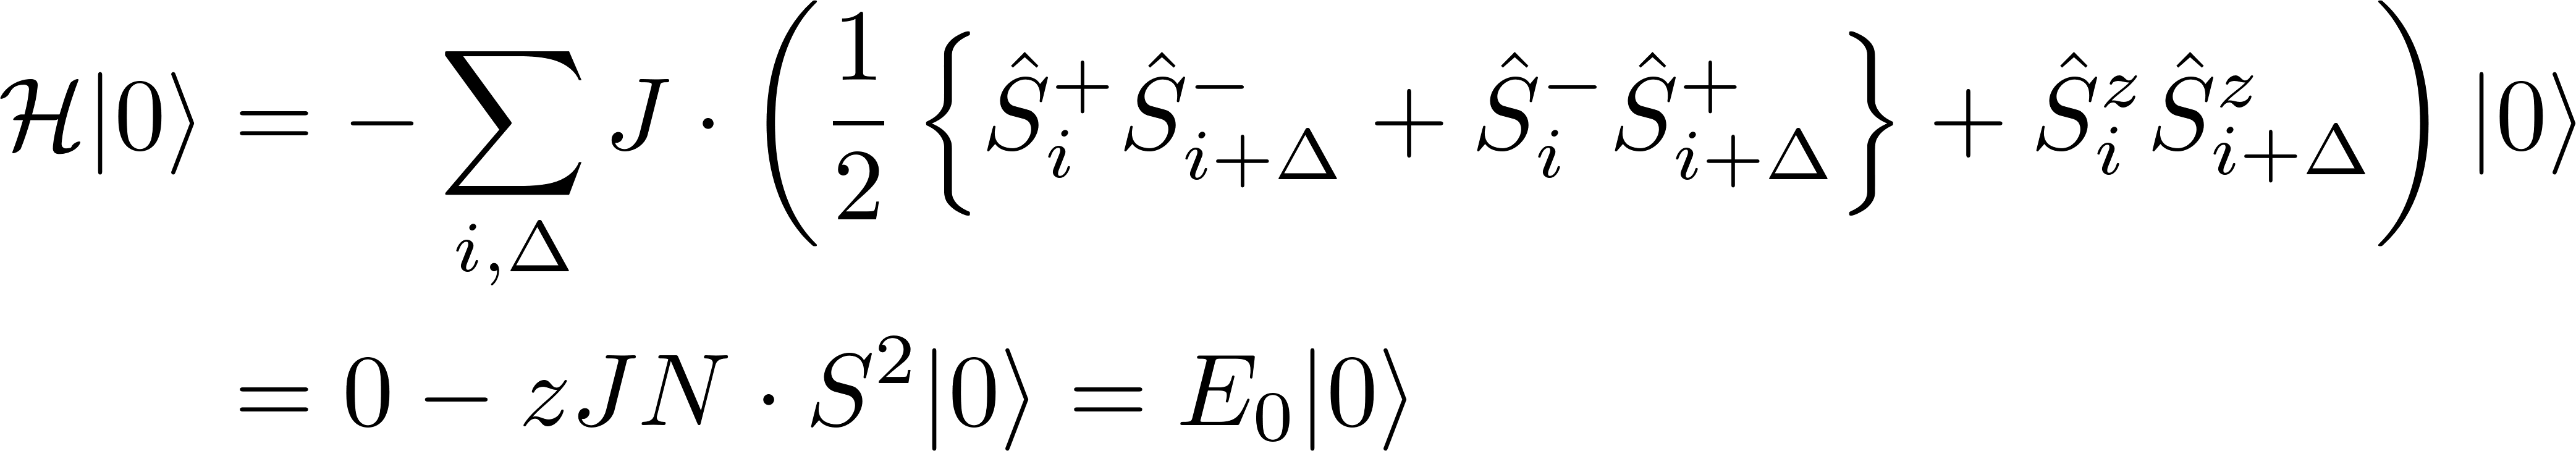 \mathcal{H}|0\rangle = -\sum_{i,\Delta} J \cdot \left( \frac{1}{2} \left\{ \hat{S}_i^+ \hat{S}_{i+\Delta}^- + \hat{S}_i^- \hat{S}_{i+\Delta}^+ \right\} + \hat{S}_i^z \hat{S}_{i+\Delta}^z \right) |0\rangle
= 0 - zJN \cdot S^2 |0\rangle = E_0 |0\rangle